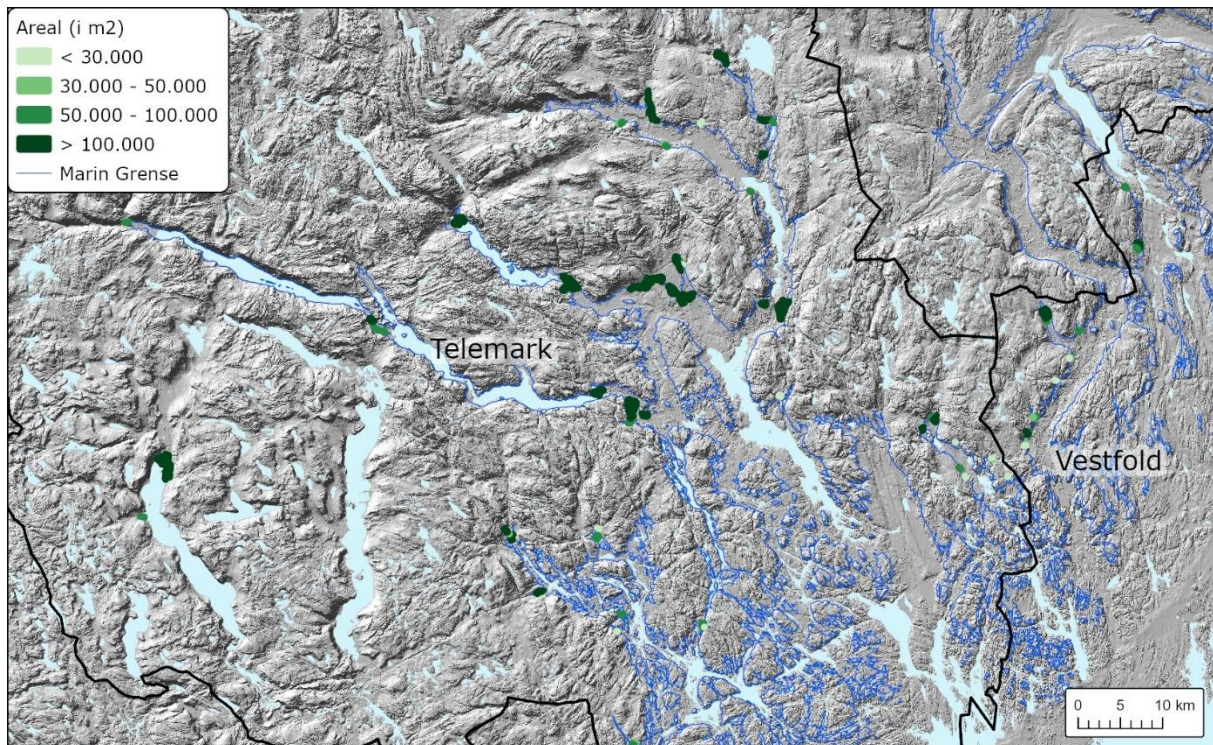 Areal (i m2)
< 30.000
30.000 - 50.000
50.000 - 100.000
> 100.000
Marin Grense
Telemark
Vestfold
0 5 10 km